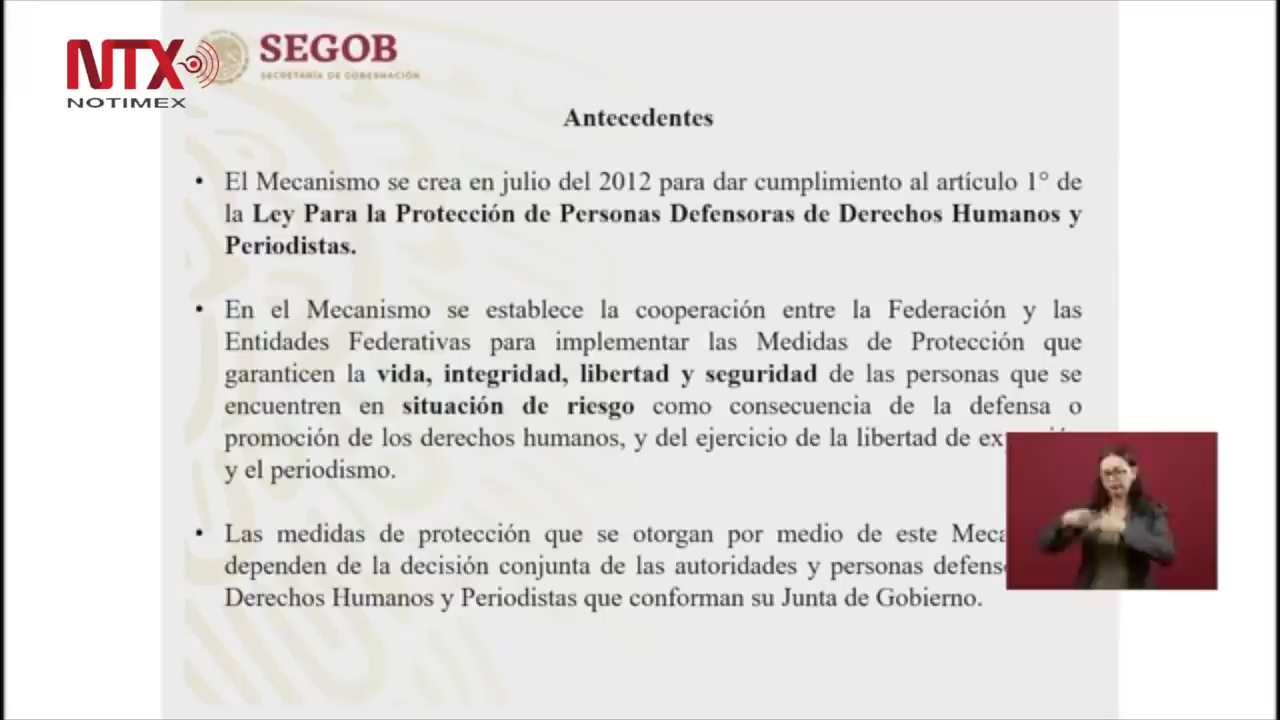 NTX
NOTIMEX
SEGOB
SECRETARÍA DE GOBERNACIÓN
Antecedentes
• El Mecanismo se crea en julio del 2012 para dar cumplimiento al artículo 1° de
la Ley Para la Protección de Personas Defensoras de Derechos Humanos y
Periodistas.
• En el Mecanismo se establece la cooperación entre la Federación y las
Entidades Federativas para implementar las Medidas de Protección que
garanticen la vida, integridad, libertad y seguridad de las personas que se
encuentren en situación de riesgo como consecuencia de la defensa o
promoción de los derechos humanos, y del ejercicio de la libertad de
y el periodismo.
• Las medidas de protección que se otorgan por medio de este
dependen de la decisión conjunta de las autoridades y personas
Derechos Humanos y Periodistas que conforman su Junta de Gobierno.